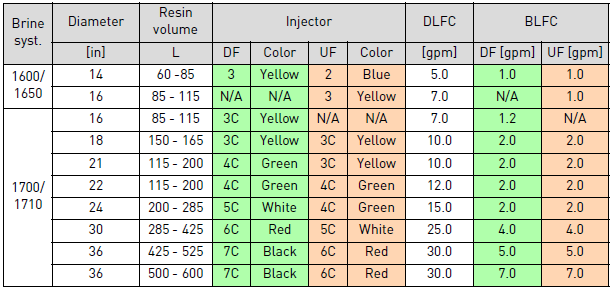 Brine syst. Diameter Resin volume Injector DLFC BLFC
[in] L DF Color UF Color [gpm] DF [gpm] UF [gpm]
1600/1650 14 60 -85 3 Yellow 2 Blue 5.0 1.0 1.0
16 85 - 115 N/A N/A 3 Yellow 7.0 N/A 1.0
1700/1710 16 85 - 115 3C Yellow N/A N/A 7.0 1.2 N/A
18 150 - 165 3C Yellow 3C Yellow 10.0 2.0 2.0
21 115 - 200 4C Green 3C Yellow 10.0 2.0 2.0
22 115 - 200 4C Green 4C Green 12.0 2.0 2.0
24 200 - 285 5C White 4C Green 15.0 2.0 2.0
30 285 - 425 6C Red 5C White 25.0 4.0 4.0
36 425 - 525 7C Black 6C Red 30.0 5.0 5.0
36 500 - 600 7C Black 6C Red 30.0 7.0 7.0